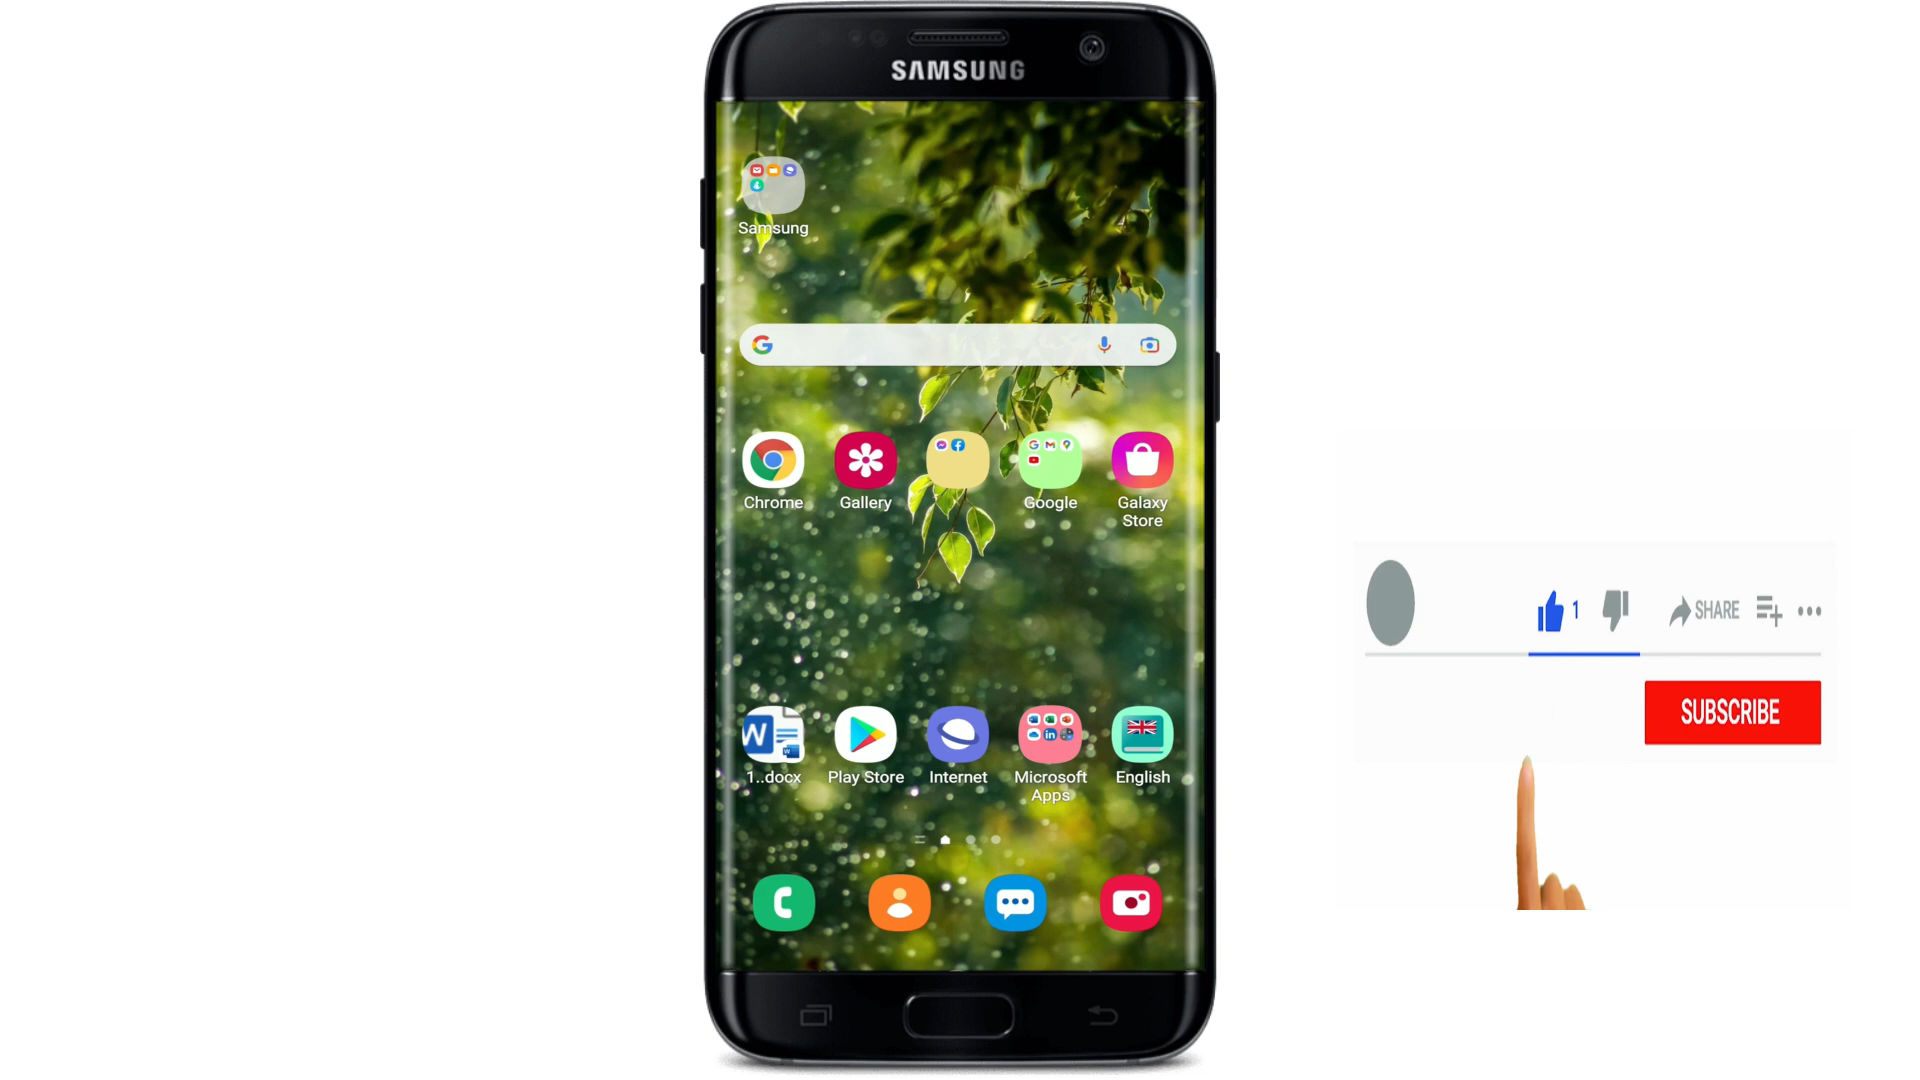 SAMSUNG
Samsung
Chrome
Gallery
Google
Galaxy
Store
1..docx
Play Store
Internet
Microsoft
Apps
English
1
SHARE
SUBSCRIBE